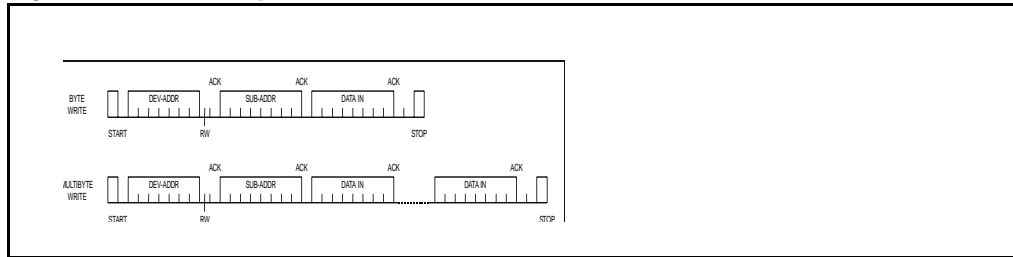 ACK ACK ACK
BYTE WRITE DEV-ADDR SUB-ADDR DATA IN
START RW STOP
ACK ACK ACK ACK
MULTIBYTE WRITE DEV-ADDR SUB-ADDR DATA IN DATA IN
START RW STOP